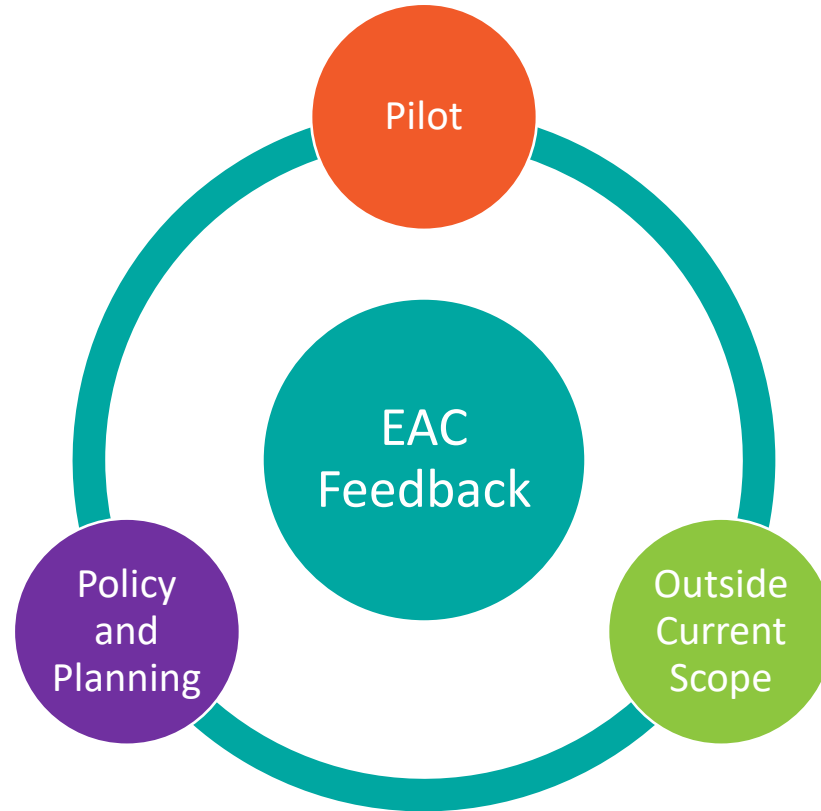 Pilot
EAC
Feedback
Policy
and
Planning
Outside
Current
Scope